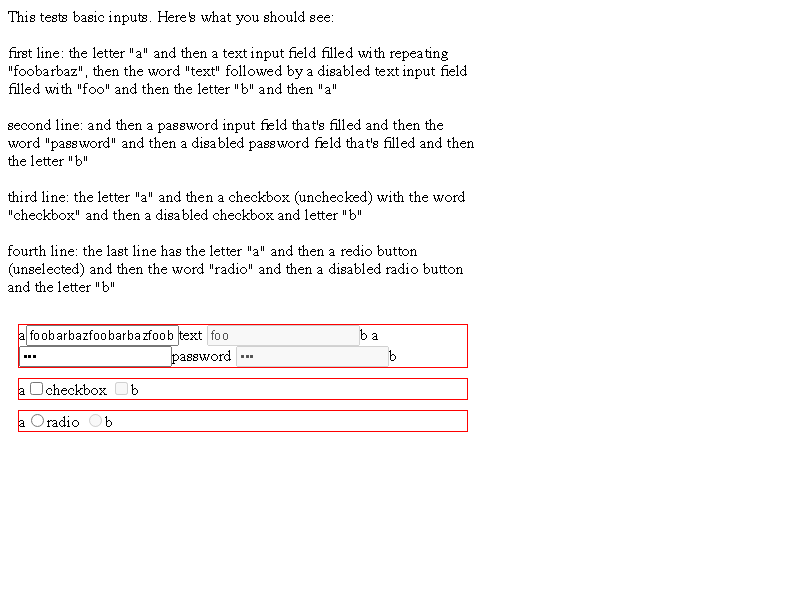 This tests basic inputs. Here's what you should see:
first line: the letter "a" and then a text input field filled with repeating
"foobarbaz", then the word "text" followed by a disabled text input field
filled with "foo" and then the letter "b" and then "a"
second line: and then a password input field that's filled and then the
word "password" and then a disabled password field that's filled and then
the letter "b"
third line: the letter "a" and then a checkbox (unchecked) with the word
"checkbox" and then a disabled checkbox and letter "b"
fourth line: the last line has the letter "a" and then a redio button
(unselected) and then the word "radio" and then a disabled radio button
and the letter "b"
a foobarbazfoobarbazfoob text foo b a
••• password ••• b
a checkbox b
a radio b